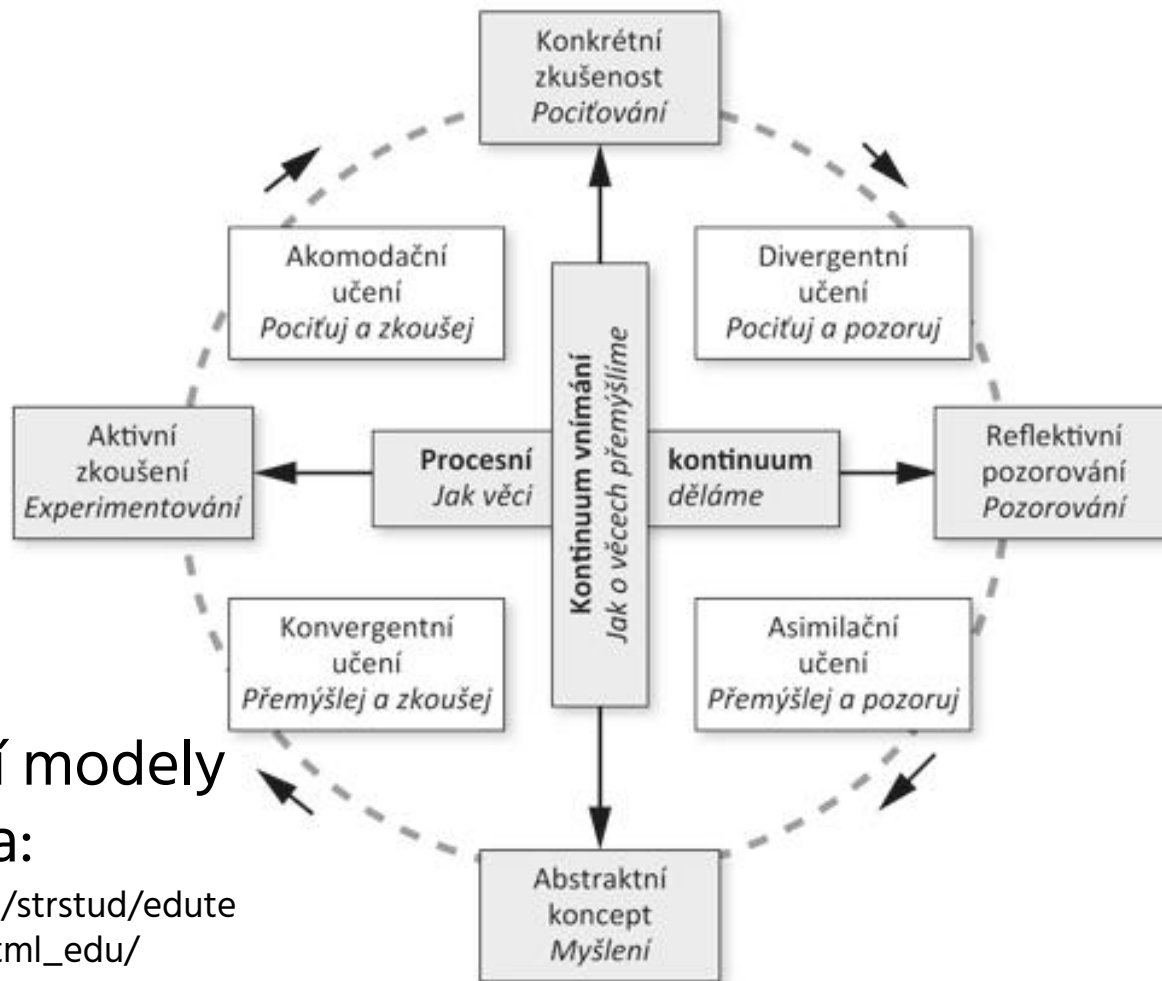 Konkrétní
zkušenost
Pociťování
Akomodační
učení
Pociťuj a zkoušej
Divergentní
učení
Pociťuj a pozoruj
Aktivní
zkoušení
Experimentování
Procesní
Jak věci
Kontinuum vnímání
Jak o věcech přemýšlíme
kontinuum
děláme
Reflektivní
pozorování
Pozorování
Konvergentní
učení
Přemýšlej a zkoušej
Asimilační
učení
Přemýšlej a pozoruj
í modely
a:
/strstud/edute
tml_edu/
Abstraktní
koncept
Myšlení